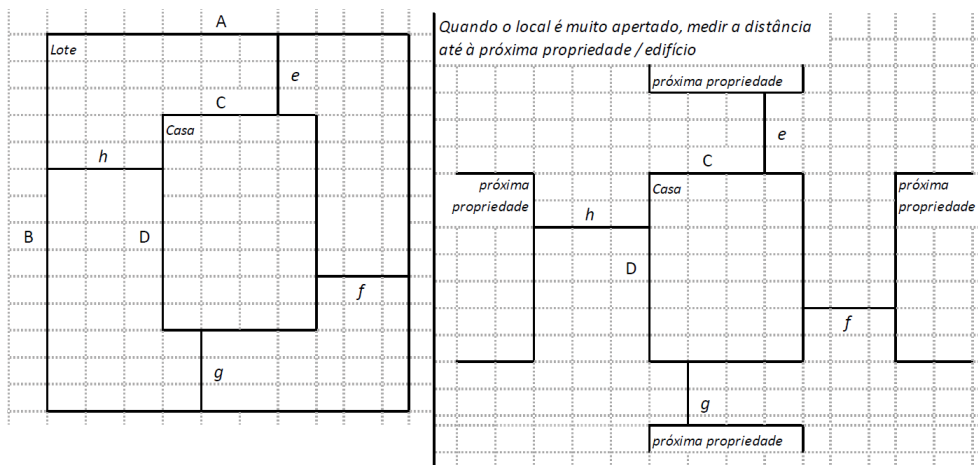 A
Lote
e
C
Casa
h
B
D
f
g
Quando o local é muito apertado, medir a distância
até à próxima propriedade / edifício
próxima propriedade
e
C
próxima
propriedade
Casa
próxima
propriedade
h
D
f
g
próxima propriedade